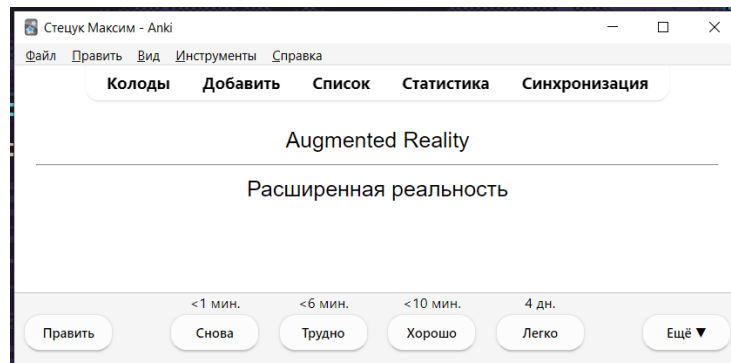 Стецук Максим - Anki
Файл Править Вид Инструменты Справка
Колоды Добавить Список Статистика Синхронизация
Augmented Reality
Расширенная реальность
<1 мин. <6 мин. <10 мин. 4 дн.
Править Снова Трудно Хорошо Легко Ещё ▼